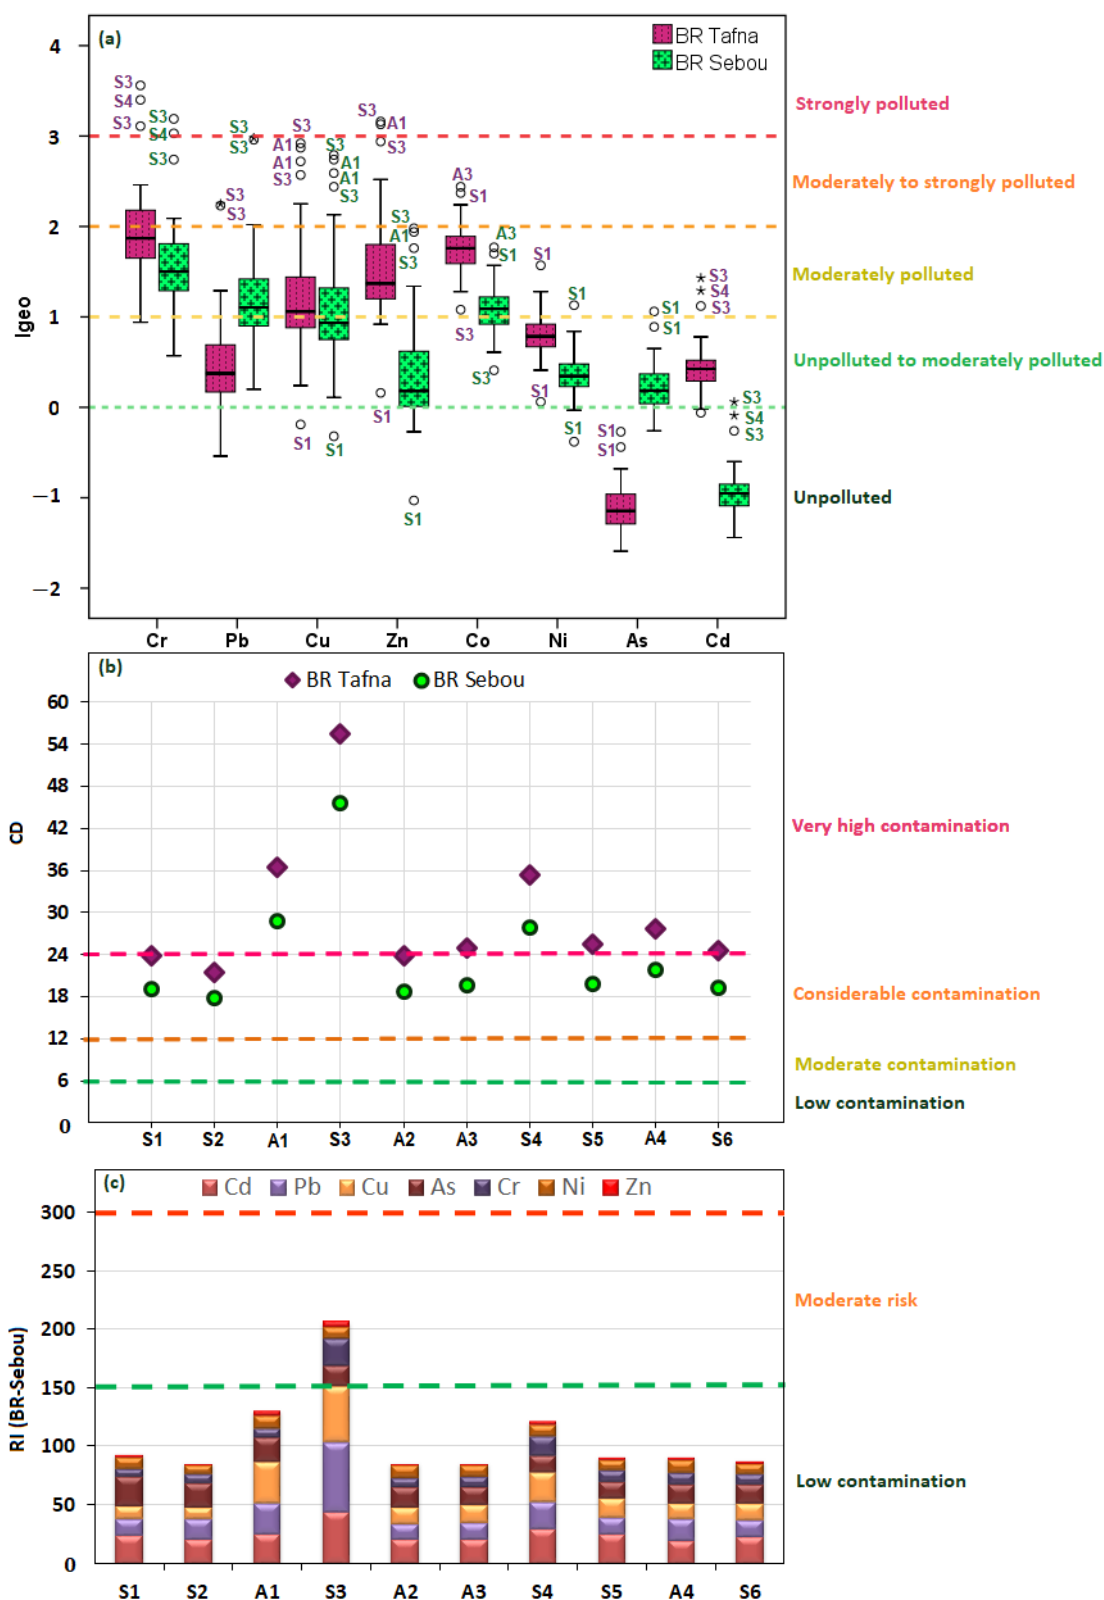 (a)
BR Tafna
BR Sebou
4
3
2
1
0
−1
−2
Igeo
S3
S4
S3
S3
S4
S3
S3
S3
S3
S3
S3
A1
A1
S3
S1
S3
A1
A1
S3
S1
S3
A1
S3
S1
S3
A1
S3
S1
A3
S1
S3
A3
S1
S3
S1
S1
S1
S1
S1
S1
S1
S1
S3
S4
S3
S3
S4
S3
Strongly polluted
Moderately to strongly polluted
Moderately polluted
Unpolluted to moderately polluted
Unpolluted
Cr Pb Cu Zn Co Ni As Cd
(b)
BR Tafna BR Sebou
60
54
48
42
36
30
24
18
12
6
0
CD
Very high contamination
Considerable contamination
Moderate contamination
Low contamination
S1 S2 A1 S3 A2 A3 S4 S5 A4 S6
(c)
Cd Pb Cu As Cr Ni Zn
300
250
200
150
100
50
0
RI (BR-Sebou)
Moderate risk
Low contamination
S1 S2 A1 S3 A2 A3 S4 S5 A4 S6